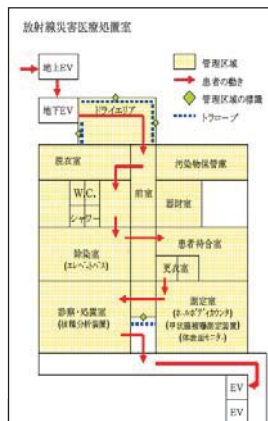 放射線災害医療処置室
管理区域
患者の動き
管理区域の標識
トラロープ
地上EV
地下EV
ドライエリア
脱衣室
汚染物保管庫
W.C.
前室
器財室
シャワー
除染室
(エレベートバス)
患者待合室
更衣室
診察・処置室
(核種分析装置)
測定室
(ホールボディカウンタ)
(甲状腺被曝測定装置)
(体表面モニタ)
EV
EV